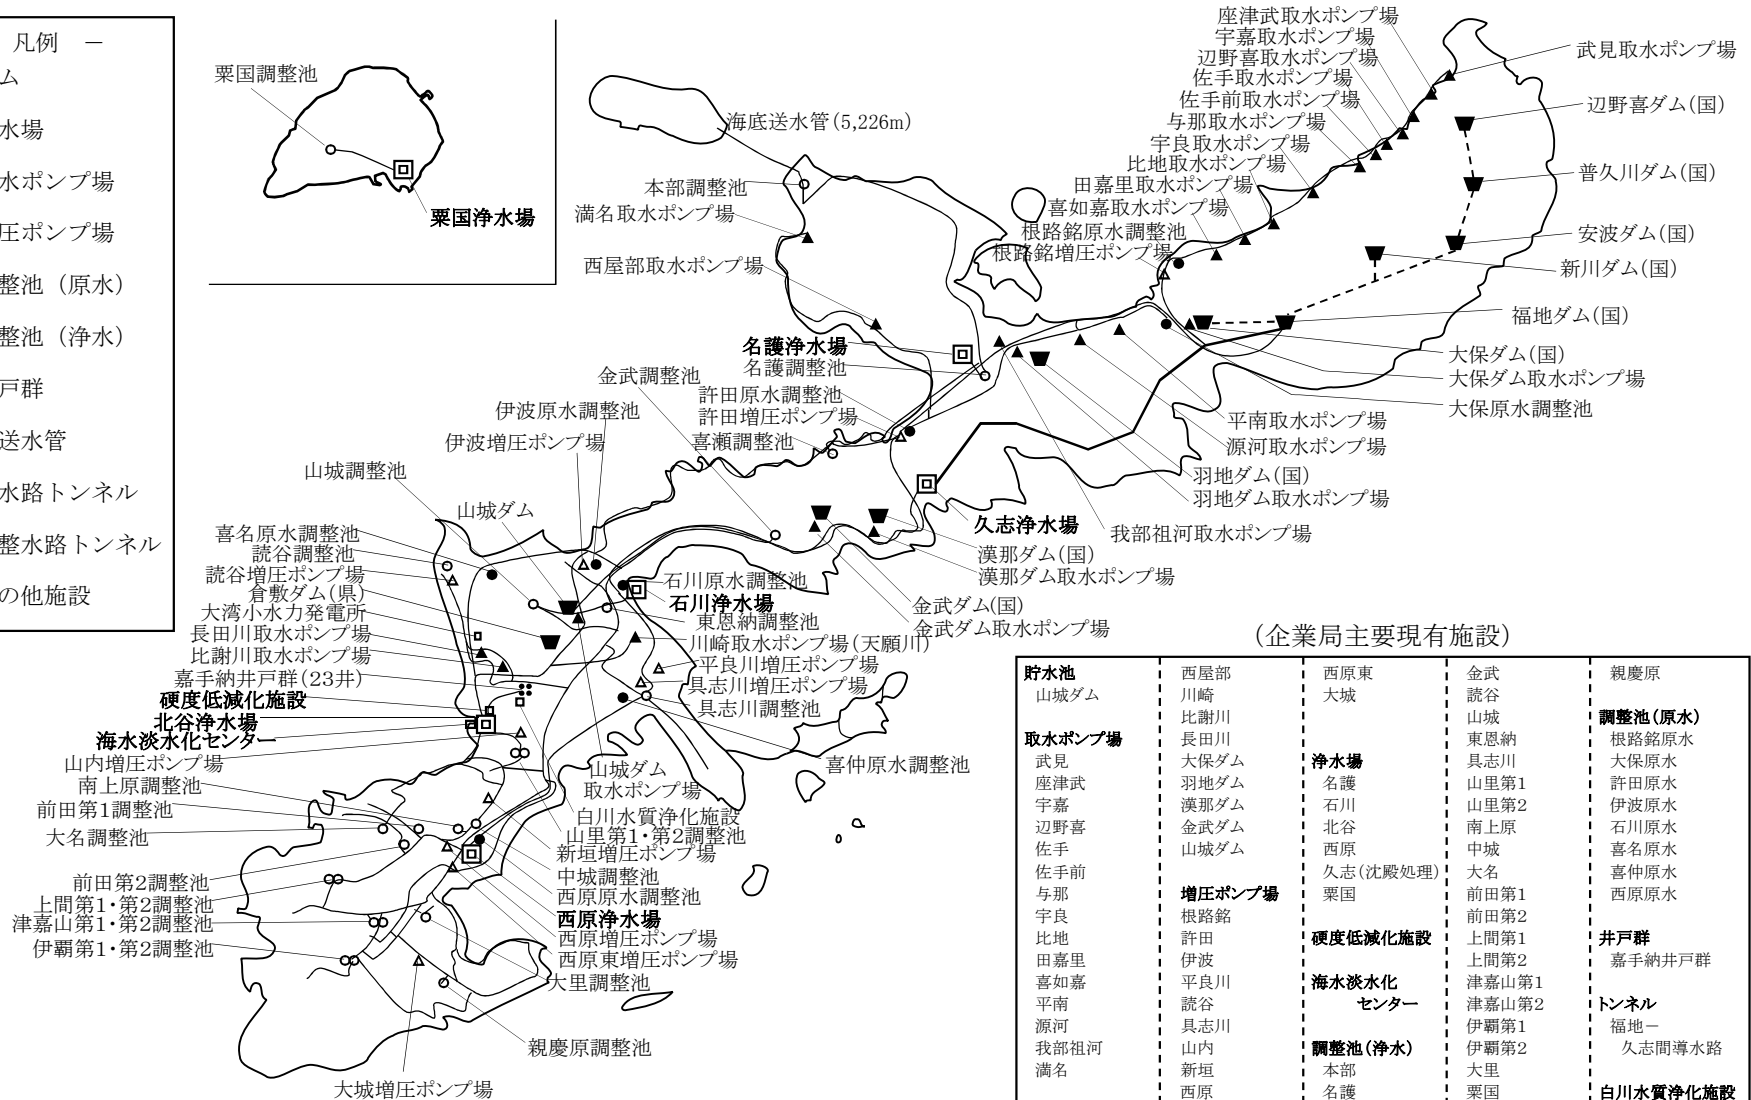 凡例 －
ム
水場
水ポンプ場
圧ポンプ場
整池（原水）
整池（浄水）
戸群
送水管
水路トンネル
整水路トンネル
の他施設
粟国調整池
粟国浄水場
海底送水管(5,226m)
本部調整池
満名取水ポンプ場
西屋部取水ポンプ場
座津武取水ポンプ場
宇嘉取水ポンプ場
辺野喜取水ポンプ場
佐手取水ポンプ場
佐手前取水ポンプ場
与那取水ポンプ場
宇良取水ポンプ場
比地取水ポンプ場
田嘉里取水ポンプ場
喜如嘉取水ポンプ場
根路銘原水調整池
根路銘増圧ポンプ場
武見取水ポンプ場
辺野喜ダム(国)
普久川ダム(国)
安波ダム(国)
新川ダム(国)
福地ダム(国)
大保ダム(国)
大保ダム取水ポンプ場
大保原水調整池
平南取水ポンプ場
源河取水ポンプ場
羽地ダム(国)
羽地ダム取水ポンプ場
我部祖河取水ポンプ場
名護浄水場
名護調整池
金武調整池
許田原水調整池
許田増圧ポンプ場
喜瀬調整池
伊波原水調整池
伊波増圧ポンプ場
山城調整池
山城ダム
久志浄水場
漢那ダム(国)
漢那ダム取水ポンプ場
金武ダム(国)
金武ダム取水ポンプ場
喜名原水調整池
読谷調整池
読谷増圧ポンプ場
倉敷ダム(県)
大湾小水力発電所
長田川取水ポンプ場
比謝川取水ポンプ場
嘉手納井戸群(23井)
硬度低減化施設
北谷浄水場
海水淡水化センター
山内増圧ポンプ場
南上原調整池
前田第1調整池
大名調整池
前田第2調整池
上間第1・第2調整池
津嘉山第1・第2調整池
伊覇第1・第2調整池
石川原水調整池
石川浄水場
東恩納調整池
川崎取水ポンプ場(天願川)
平良川増圧ポンプ場
具志川増圧ポンプ場
具志川調整池
喜仲原水調整池
山城ダム
取水ポンプ場
白川水質浄化施設
山里第1・第2調整池
新垣増圧ポンプ場
中城調整池
西原原水調整池
西原浄水場
西原増圧ポンプ場
西原東増圧ポンプ場
大里調整池
親慶原調整池
大城増圧ポンプ場
(企業局主要現有施設)
貯水池
山城ダム
取水ポンプ場
武見
座津武
宇嘉
辺野喜
佐手
佐手前
与那
宇良
比地
田嘉里
喜如嘉
平南
源河
我部祖河
満名
西屋部
川崎
比謝川
長田川
大保ダム
羽地ダム
漢那ダム
金武ダム
山城ダム
増圧ポンプ場
根路銘
許田
伊波
平良川
読谷
具志川
山内
新垣
西原
西原東
大城
浄水場
名護
石川
北谷
西原
久志(沈殿処理)
粟国
硬度低減化施設
海水淡水化
センター
調整池(浄水)
本部
名護
金武
読谷
山城
東恩納
具志川
山里第1
山里第2
南上原
中城
大名
前田第1
前田第2
上間第1
上間第2
津嘉山第1
津嘉山第2
伊覇第1
伊覇第2
大里
粟国
親慶原
調整池(原水)
根路銘原水
大保原水
許田原水
伊波原水
石川原水
喜名原水
喜仲原水
西原原水
井戸群
嘉手納井戸群
トンネル
福地－
久志間導水路
白川水質浄化施設